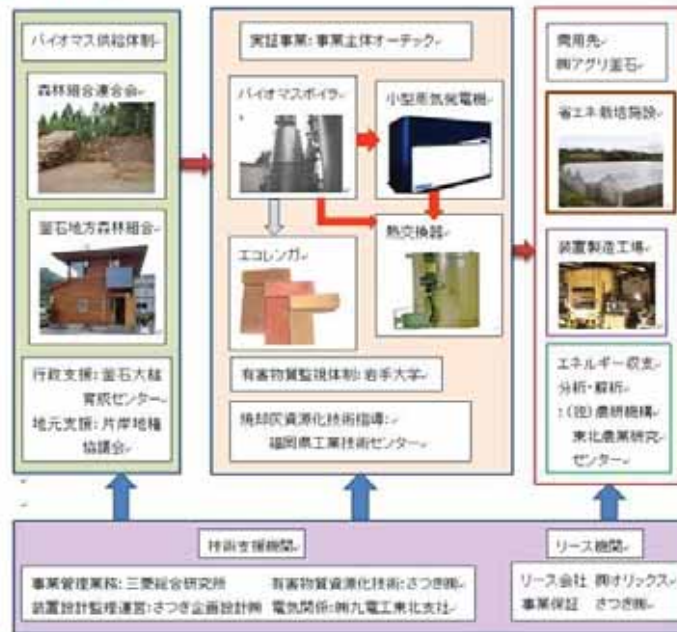 バイオマス供給体制
森林組合連合会
釜石地方森林組合
行政支援:釜石大槌
育成センター
地元支援:片岸地権
協議会
実証事業:事業主体オーテック
バイオマスボイラ
小型蒸気発電機
エコレンガ
熱交換器
有害物質監視体制:岩手大学
焼却灰資源化技術指導:
福岡県工業技術センター
需用先
㈱アグリ釜石
省エネ栽培施設
装置製造工場
エネルギー収支
分析・解析
:(独)農研機構
東北農業研究
センター
技術支援機関
事業管理業務:三菱総合研究所 有害物質資源化技術:さつき㈱
装置設計監理運営:さつき企画設計㈱ 電気関係:㈱九電工東北支社
リース機関
リース会社 ㈱オリックス
事業保証 さつき㈱